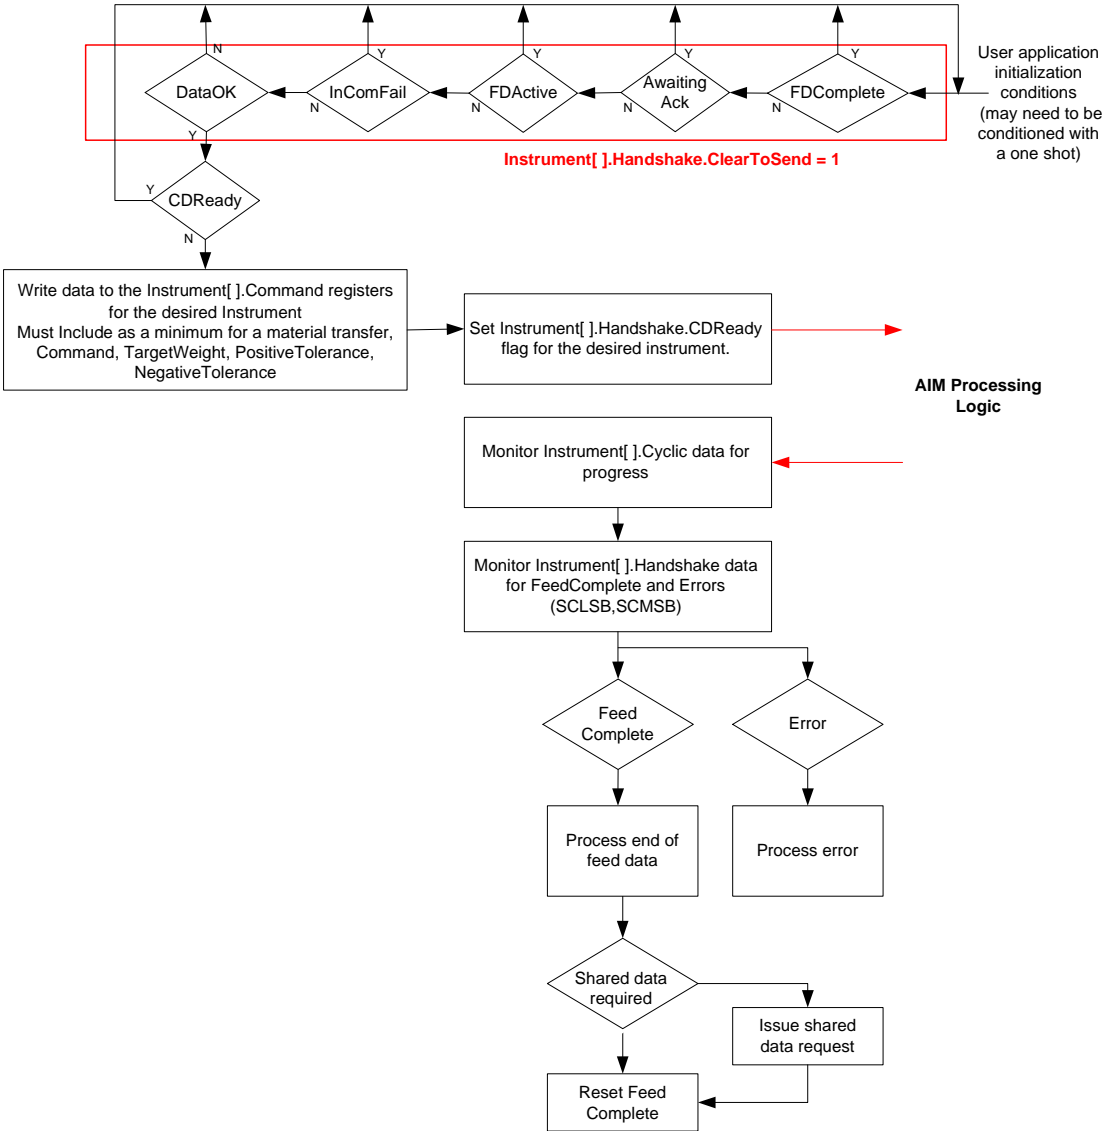 N
Y
Y
Y
Y
DataOK
InComFail
FDActive
Awaiting
Ack
FDComplete
N
N
N
N
Y
User application
initialization
conditions
(may need to be
conditioned with
a one shot)
Instrument[ ].Handshake.ClearToSend = 1
Y
CDReady
N
Write data to the Instrument[ ].Command registers
for the desired Instrument
Must Include as a minimum for a material transfer,
Command, TargetWeight, PositiveTolerance,
NegativeTolerance
Set Instrument[ ].Handshake.CDReady
flag for the desired instrument.
AIM Processing
Logic
Monitor Instrument[ ].Cyclic data for
progress
Monitor Instrument[ ].Handshake data
for FeedComplete and Errors
(SCLSB,SCMSB)
Feed
Complete
Error
Process end of
feed data
Process error
Shared data
required
Issue shared
data request
Reset Feed
Complete